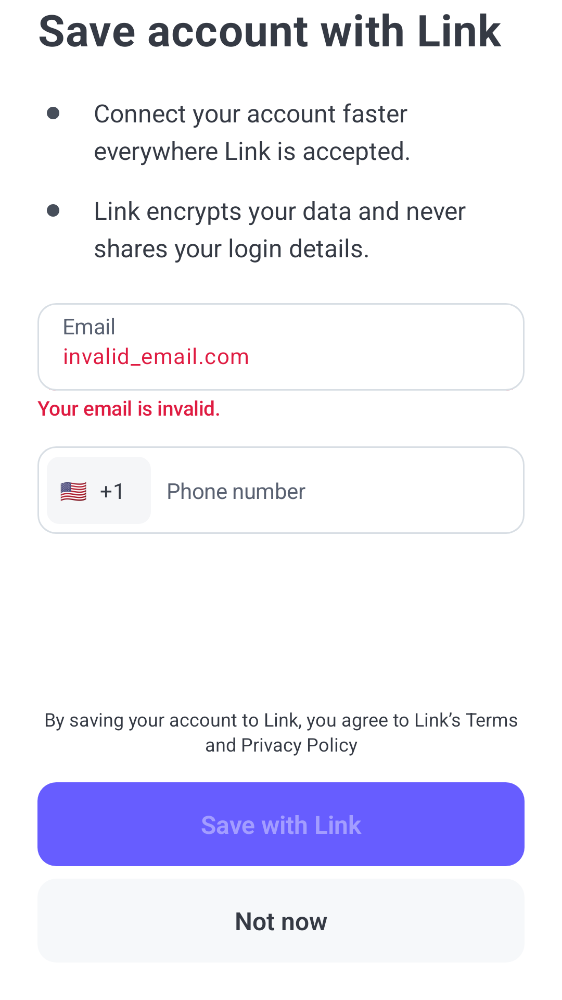 Save account with Link
Connect your account faster
everywhere Link is accepted.
Link encrypts your data and never
shares your login details.
Email
invalid_email.com
Your email is invalid.
+1 Phone number
By saving your account to Link, you agree to Link’s Terms
and Privacy Policy
Save with Link
Not now